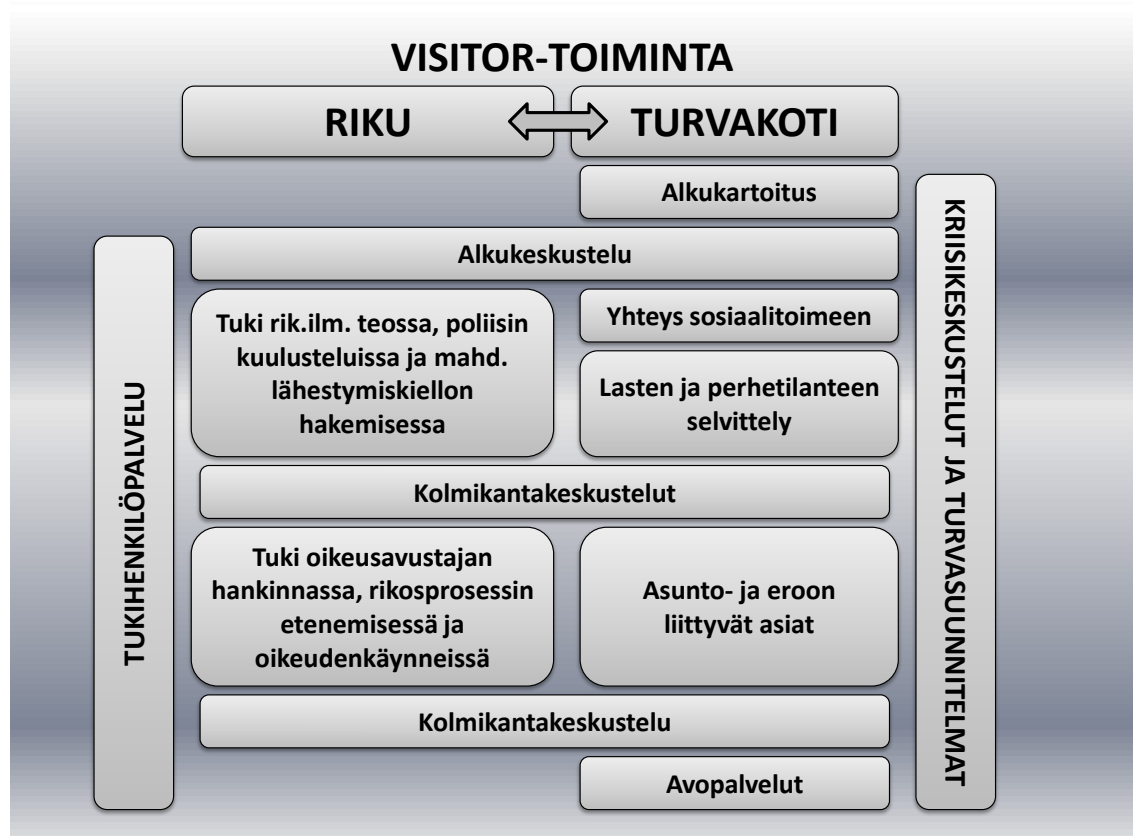 VISITOR-TOIMINTA
RIKU
TURVAKOTI
Alkukartoitus
Alkukeskustelu
Tuki rik.ilm. teossa, poliisin
kuulusteluissa ja mahd.
lähestymiskiellon
hakemisessa
Yhteys sosiaalitoimeen
Lasten ja perhetilanteen
selvittely
Kolmikantakeskustelut
Tuki oikeusavustajan
hankinnassa, rikosprosessin
etenemisessä ja
oikeudenkäynneissä
Asunto- ja eroon
liittyvät asiat
Kolmikantakeskustelu
Avopalvelut
TUKIHENKILÖPALVELU
KRIISIKESKUSTELUT JA TURVASUUNNITELMAT